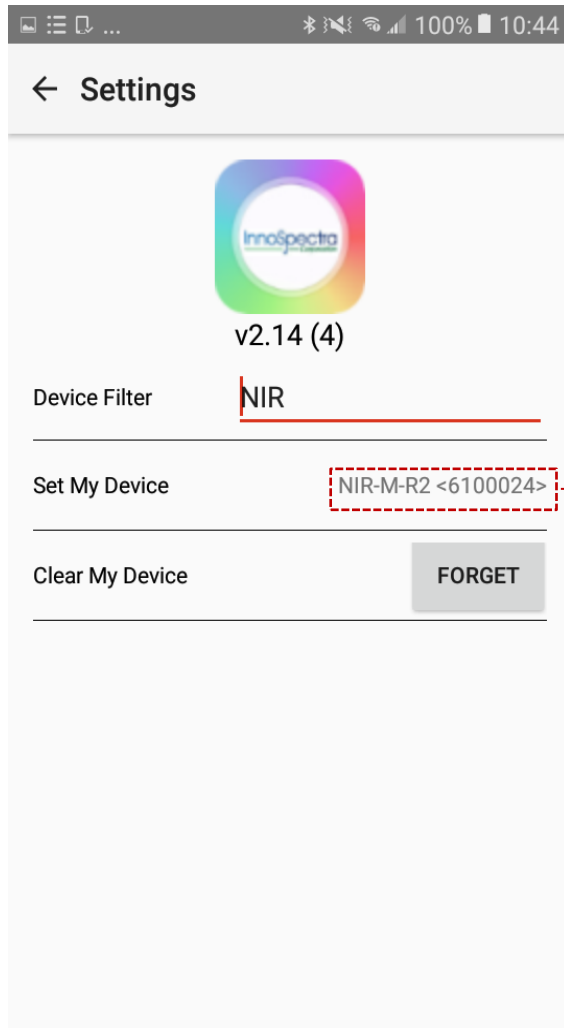 ... 100% 10:44
Settings
InnoSpectra
Corporation
v2.14 (4)
Device Filter NIR
Set My Device NIR-M-R2 <6100024>
Clear My Device FORGET